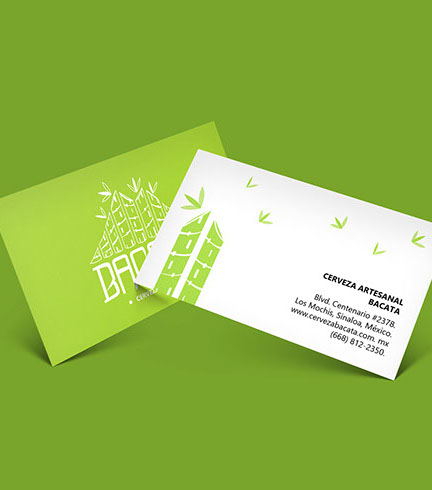 CERVEZA ARTESANAL
BACATA
Blvd. Centenario #2378.
Los Mochis, Sinaloa, México.
www.cervezabacata.com. mx
(668) 812-2350.